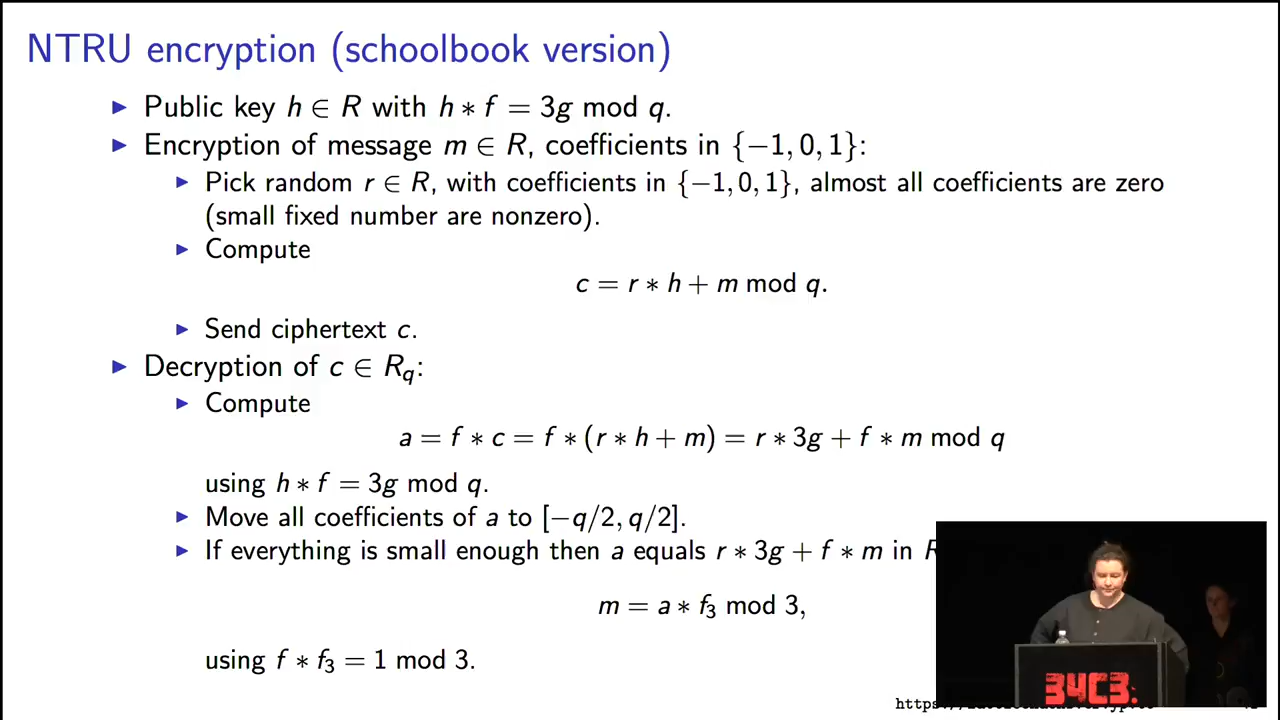 NTRU encryption (schoolbook version)
▶ Public key h ∈ R with h ∗ f = 3g mod q.
▶ Encryption of message m ∈ R, coefficients in {−1, 0, 1}:
▶ Pick random r ∈ R, with coefficients in {−1, 0, 1}, almost all coefficients are zero
(small fixed number are nonzero).
▶ Compute
c = r ∗ h + m mod q.
▶ Send ciphertext c.
▶ Decryption of c ∈ R_q:
▶ Compute
a = f ∗ c = f ∗ (r ∗ h + m) = r ∗ 3g + f ∗ m mod q
using h ∗ f = 3g mod q.
▶ Move all coefficients of a to [−q/2, q/2].
▶ If everything is small enough then a equals r ∗ 3g + f ∗ m in R
m = a ∗ f₃ mod 3,
using f ∗ f₃ = 1 mod 3.
34C3.